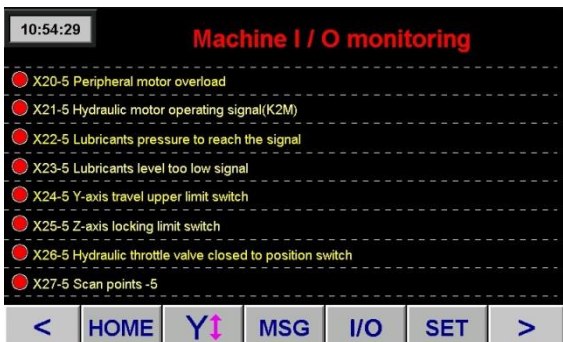 10:54:29
Machine I / O monitoring
X20-5 Peripheral motor overload
X21-5 Hydraulic motor operating signal(K2M)
X22-5 Lubricants pressure to reach the signal
X23-5 Lubricants level too low signal
X24-5 Y-axis travel upper limit switch
X25-5 Z-axis locking limit switch
X26-5 Hydraulic throttle valve closed to position switch
X27-5 Scan points -5
< HOME Y MSG I/O SET >